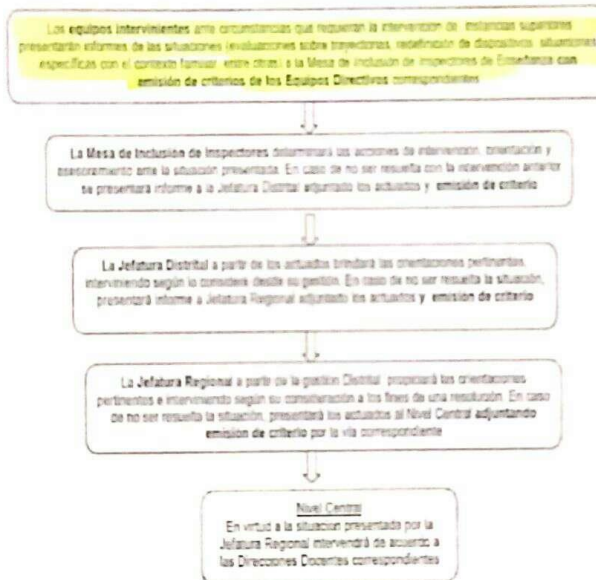 Los equipos intervinientes ante circunstancias que requieran la intervención de instancias superiores
presentarán informes de las situaciones (evaluaciones sobre trayectorias, redefinición de dispositivos, situaciones
específicas con el contexto familiar, entre otras) a la Mesa de Inclusión de Inspectores de Enseñanza con
emisión de criterios de los Equipos Directivos correspondientes
La Mesa de Inclusión de Inspectores determinará las acciones de intervención, orientación y
asesoramiento ante la situación presentada. En caso de no ser resuelta con la intervención anterior
se presentará informe a la Jefatura Distrital adjuntado los actuados y emisión de criterio
La Jefatura Distrital a partir de los actuados brindará las orientaciones pertinentes,
interviniendo según lo considere desde su gestión. En caso de no ser resuelta la situación,
presentará informe a Jefatura Regional adjuntado los actuados y emisión de criterio
La Jefatura Regional a partir de la gestión Distrital, propiciará las orientaciones
pertinentes e interviniendo según su consideración a los fines de una resolución. En caso
de no ser resuelta la situación, presentará los actuados al Nivel Central adjuntando
emisión de criterio por la vía correspondiente
Nivel Central
En virtud a la situación presentada por la
Jefatura Regional intervendrá de acuerdo a
las Direcciones Docentes correspondientes